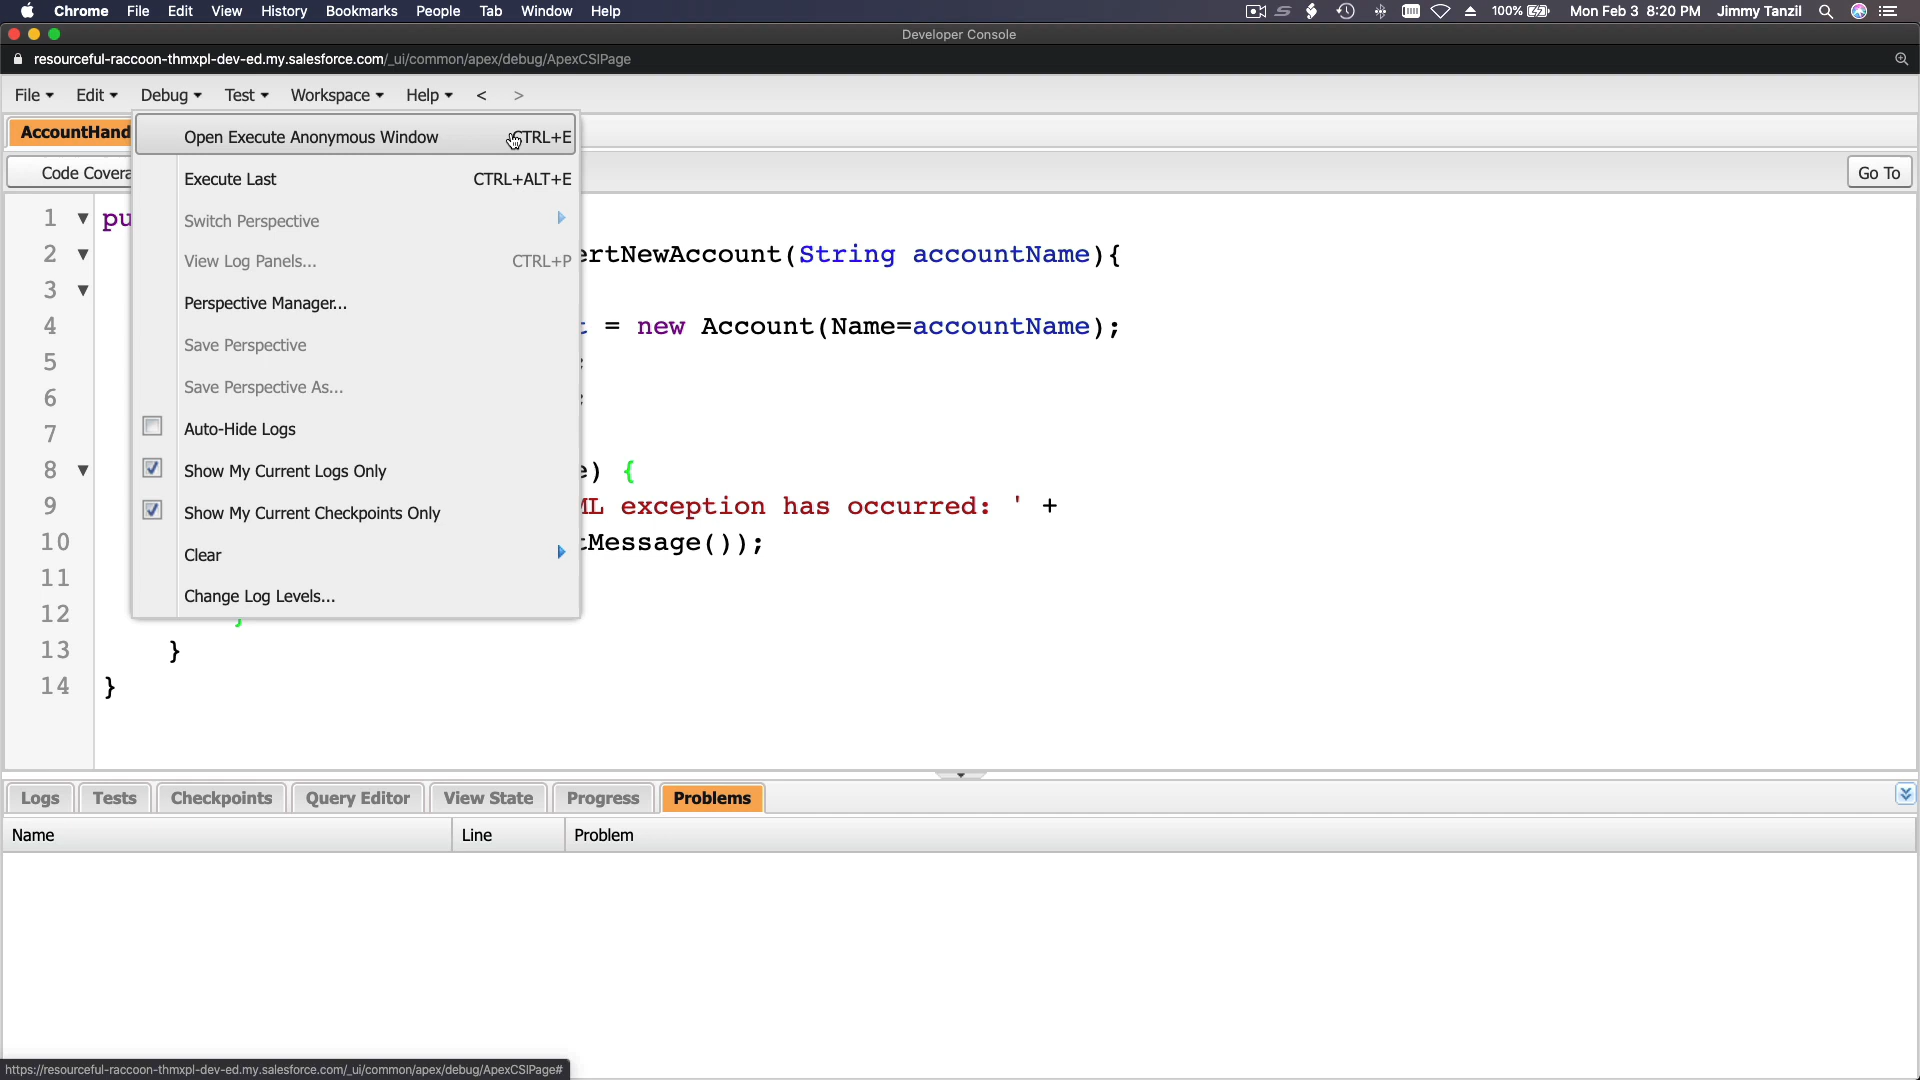 Chrome File Edit View History Bookmarks People Tab Window Help 100% Mon Feb 3 8:20 PM Jimmy Tanzil
Developer Console
resourceful-raccoon-thmxpl-dev-ed.my.salesforce.com/_ui/common/apex/debug/ApexCSIPage
File Edit Debug Test Workspace Help < >
AccountHand
Open Execute Anonymous Window CTRL+E
Code Covera
Go To
Execute Last CTRL+ALT+E
1 pu
Switch Perspective
2 ertNewAccount(String accountName){
View Log Panels... CTRL+P
3
Perspective Manager...
4 t = new Account(Name=accountName);
Save Perspective
5 ;
Save Perspective As...
6 ;
7
Auto-Hide Logs
8 e) {
Show My Current Logs Only
9 ML exception has occurred: ' +
Show My Current Checkpoints Only
10 tMessage());
Clear
11
Change Log Levels...
12 }
13 }
14 }
Logs Tests Checkpoints Query Editor View State Progress Problems
Name Line Problem
https://resourceful-raccoon-thmxpl-dev-ed.my.salesforce.com/_ui/common/apex/debug/ApexCSIPage#